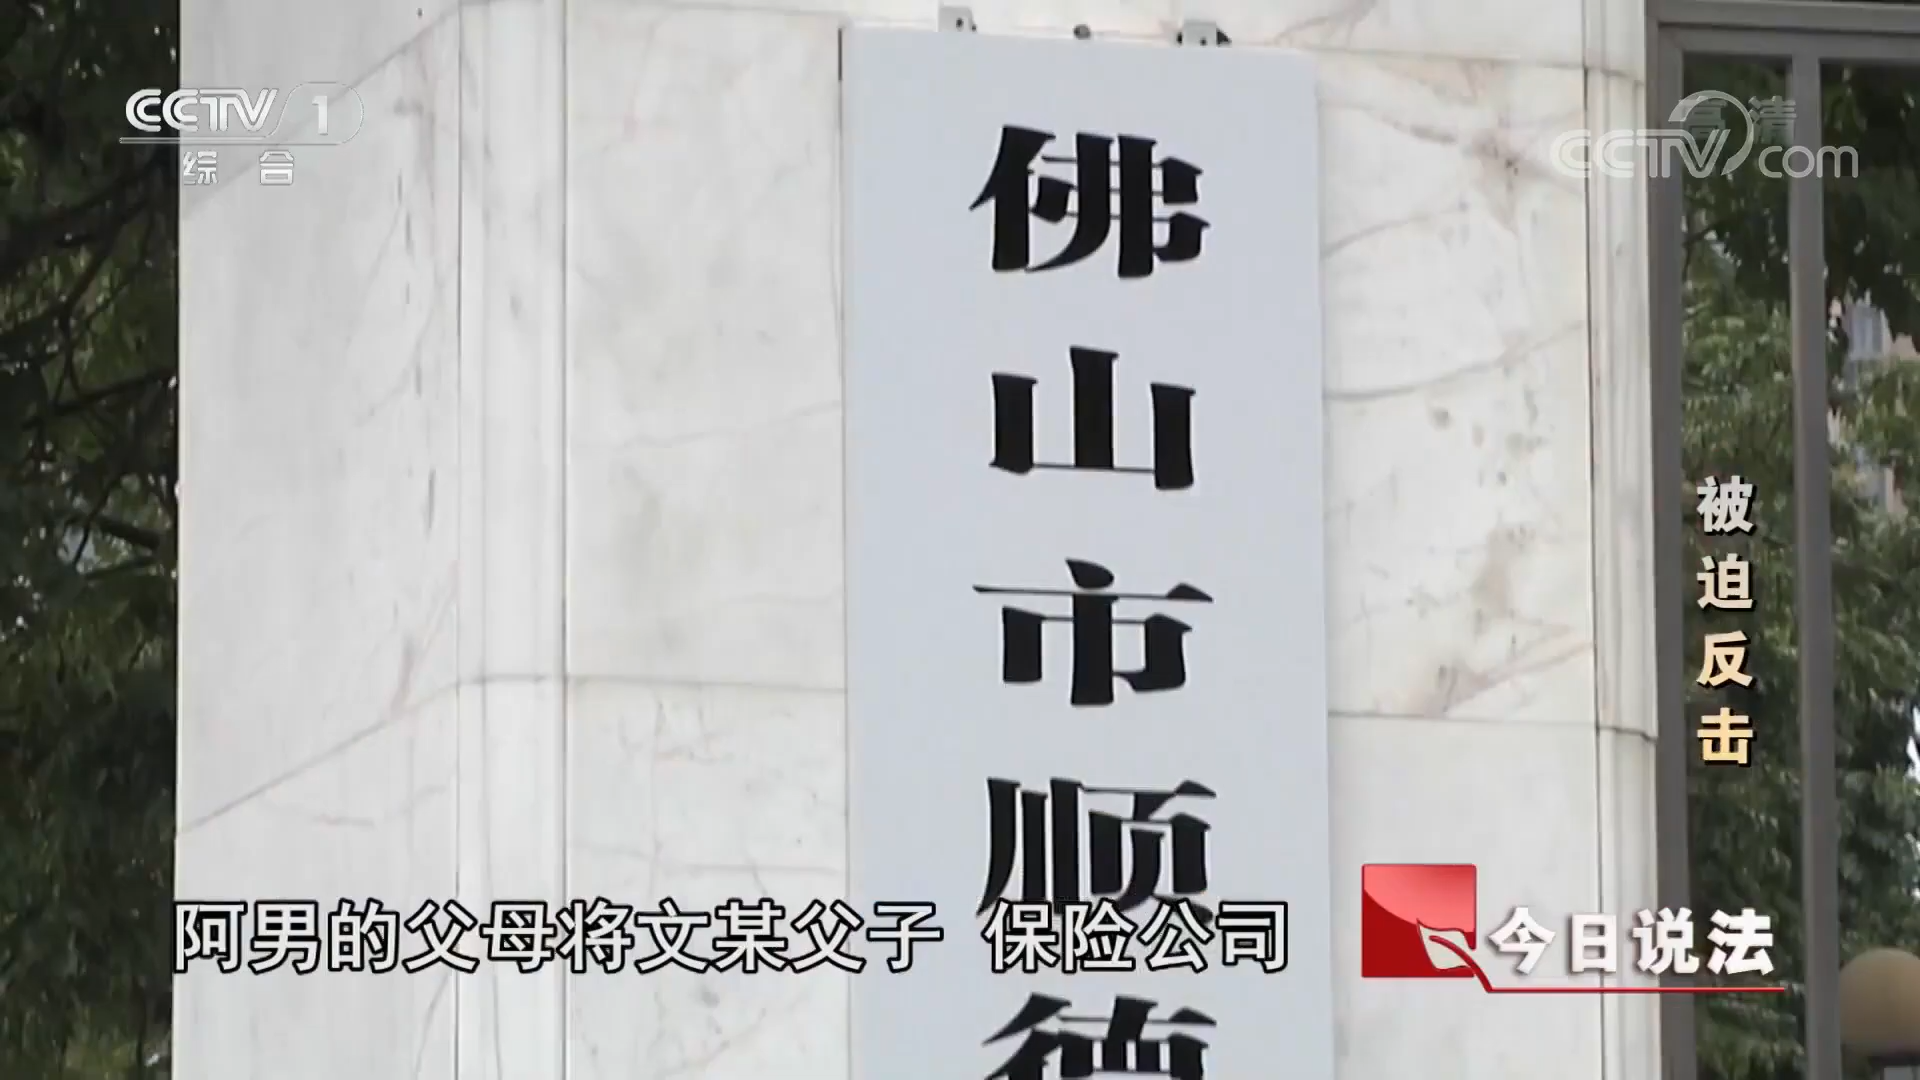 CCTV 1
综合
高清
CCTV com
佛山市顺德
被迫反击
阿男的父母将文某父子 保险公司
今日说法